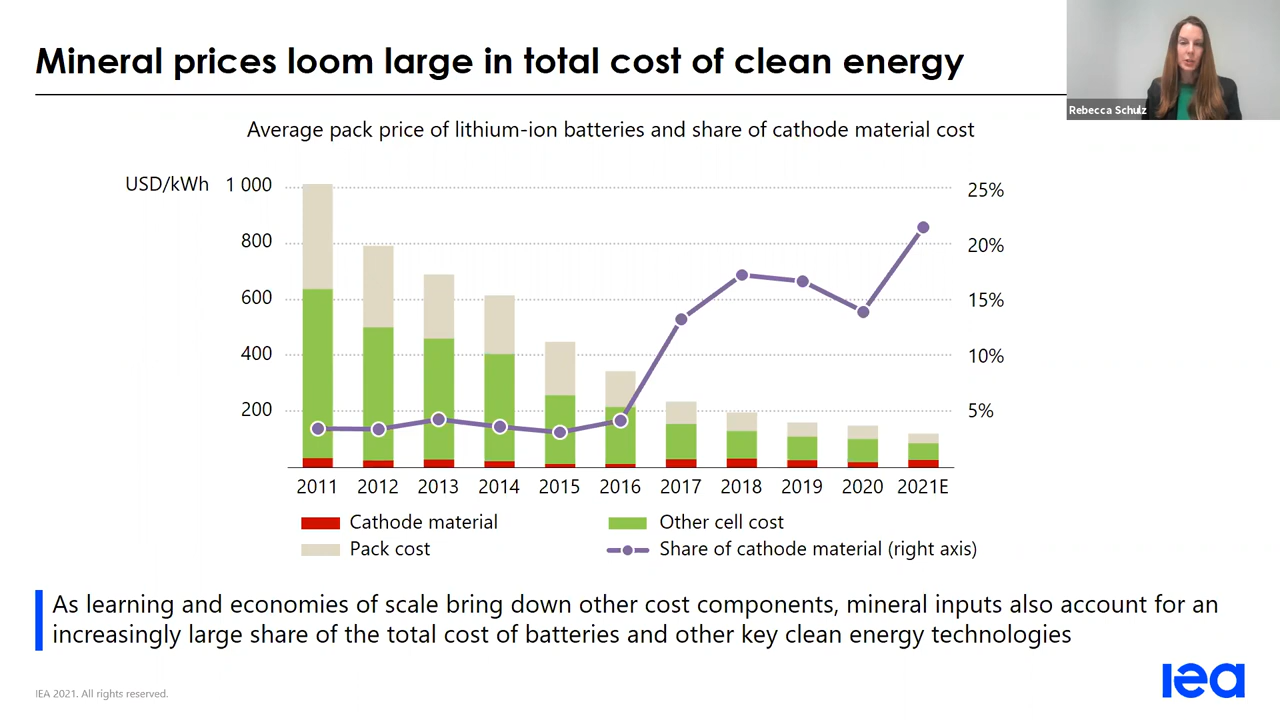 Mineral prices loom large in total cost of clean energy
Rebecca Schulz
Average pack price of lithium-ion batteries and share of cathode material cost
USD/kWh
1 000
800
600
400
200
25%
20%
15%
10%
5%
2011 2012 2013 2014 2015 2016 2017 2018 2019 2020 2021E
Cathode material
Other cell cost
Pack cost
Share of cathode material (right axis)
As learning and economies of scale bring down other cost components, mineral inputs also account for an
increasingly large share of the total cost of batteries and other key clean energy technologies
IEA 2021. All rights reserved.
iea